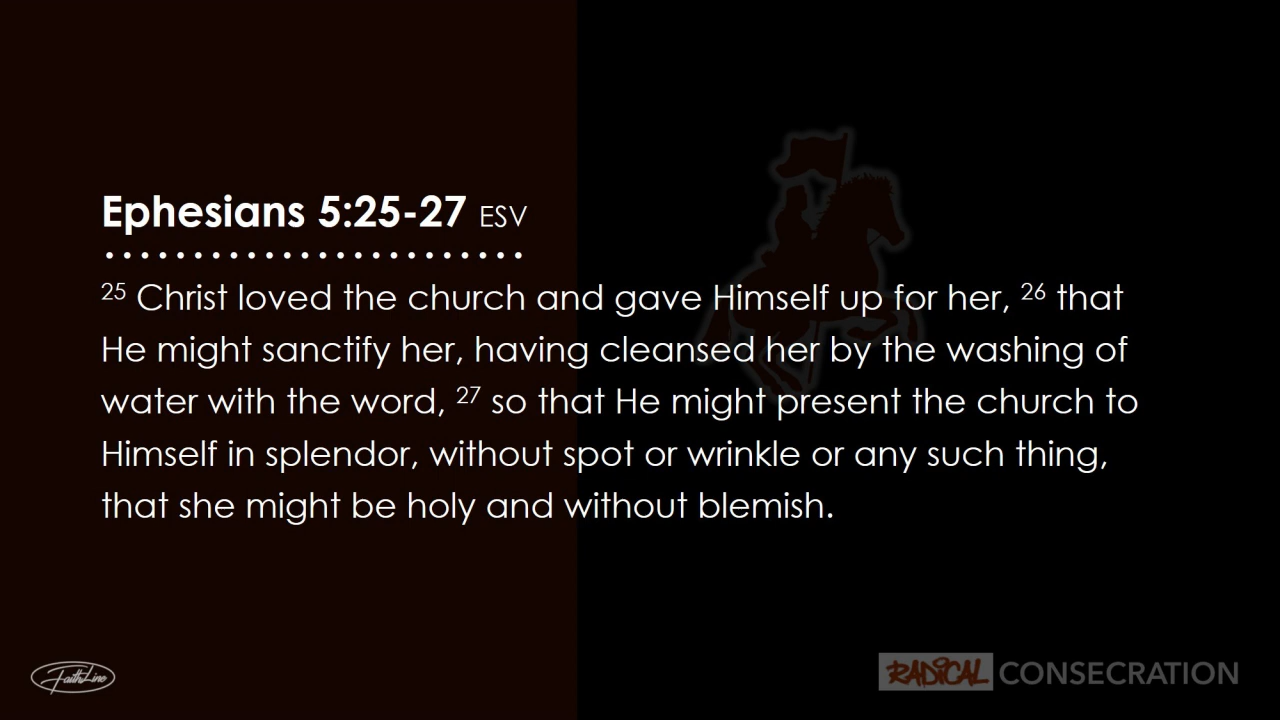 Ephesians 5:25-27 ESV
25 Christ loved the church and gave Himself up for her, 26 that
He might sanctify her, having cleansed her by the washing of
water with the word, 27 so that He might present the church to
Himself in splendor, without spot or wrinkle or any such thing,
that she might be holy and without blemish.
FaithLine
RADICAL CONSECRATION